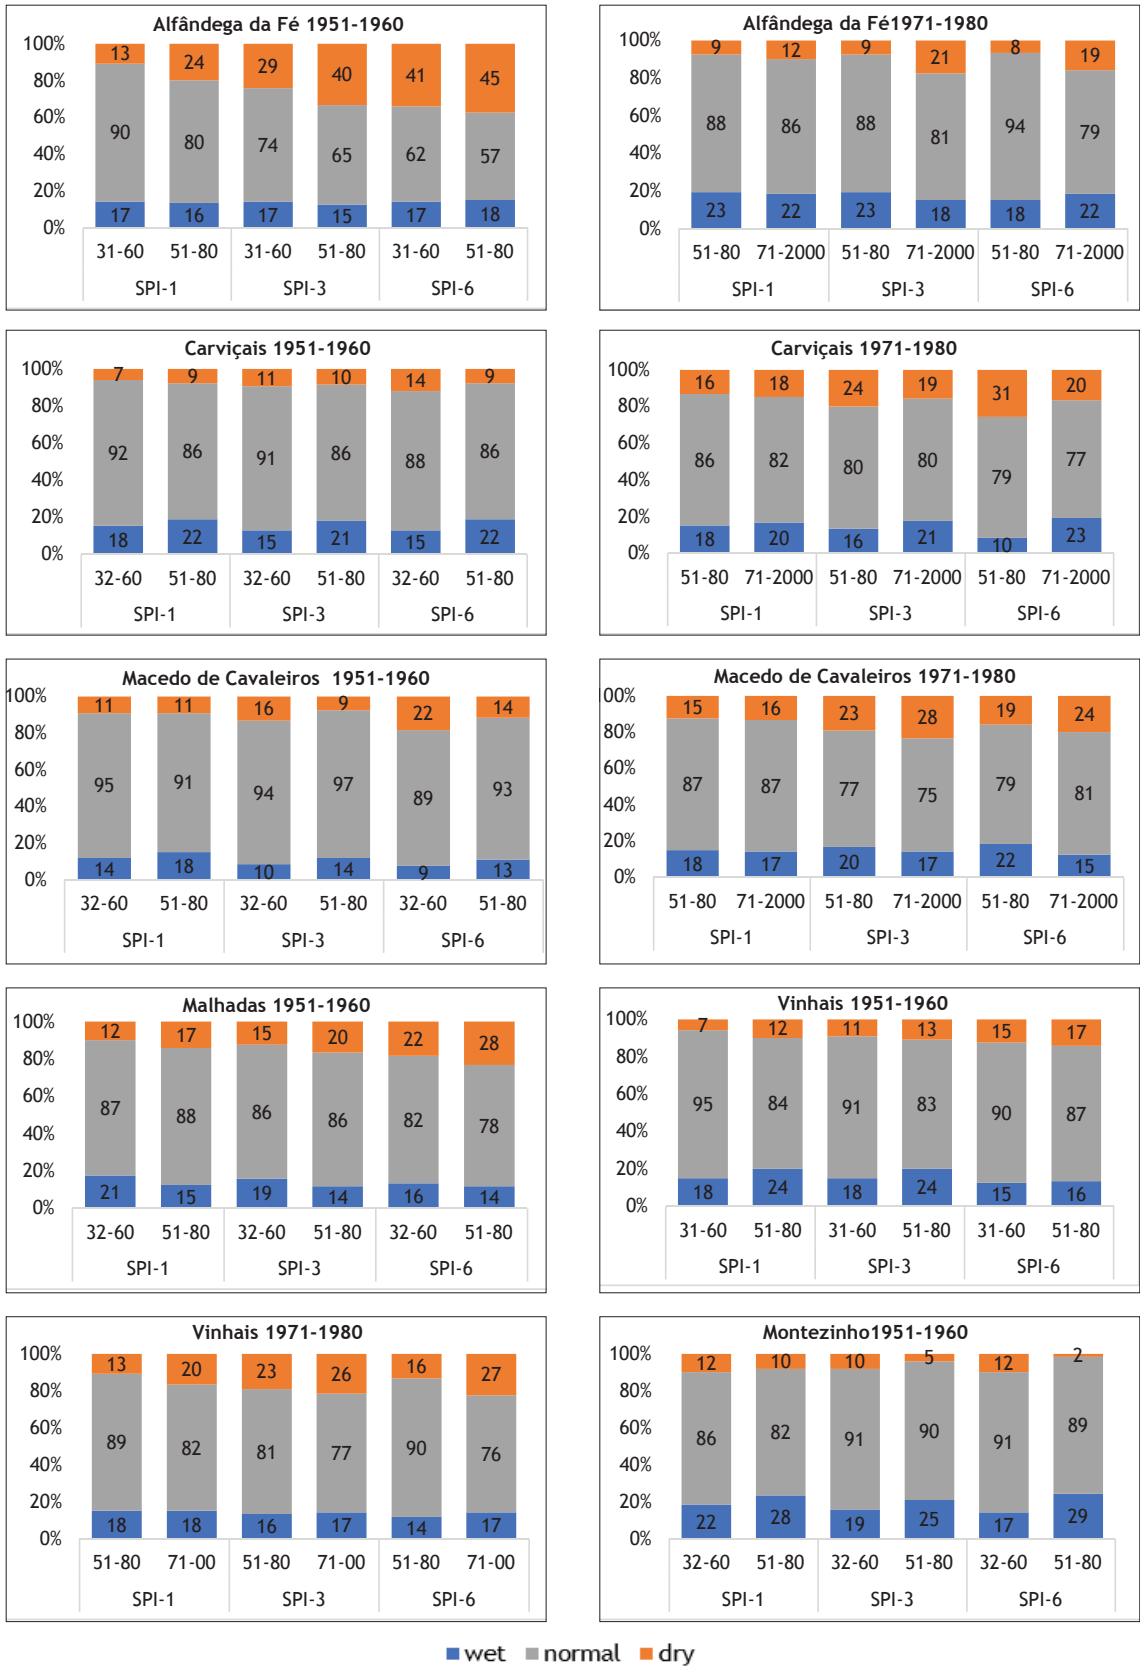 Alfândega da Fé 1951-1960
100%
80%
60%
40%
20%
0%
13 24 29 40 41 45
90 80 74 65 62 57
17 16 17 15 17 18
31-60 51-80 31-60 51-80 31-60 51-80
SPI-1 SPI-3 SPI-6
Alfândega da Fé1971-1980
100%
80%
60%
40%
20%
0%
9 12 9 21 8 19
88 86 88 81 94 79
23 22 23 18 18 22
51-80 71-2000 51-80 71-2000 51-80 71-2000
SPI-1 SPI-3 SPI-6
Carviçais 1951-1960
100%
80%
60%
40%
20%
0%
7 9 11 10 14 9
92 86 91 86 88 86
18 22 15 21 15 22
32-60 51-80 32-60 51-80 32-60 51-80
SPI-1 SPI-3 SPI-6
Carviçais 1971-1980
100%
80%
60%
40%
20%
0%
16 18 24 19 31 20
86 82 80 80 79 77
18 20 16 21 10 23
51-80 71-2000 51-80 71-2000 51-80 71-2000
SPI-1 SPI-3 SPI-6
Macedo de Cavaleiros 1951-1960
100%
80%
60%
40%
20%
0%
11 11 16 9 22 14
95 91 94 97 89 93
14 18 10 14 9 13
32-60 51-80 32-60 51-80 32-60 51-80
SPI-1 SPI-3 SPI-6
Macedo de Cavaleiros 1971-1980
100%
80%
60%
40%
20%
0%
15 16 23 28 19 24
87 87 77 75 79 81
18 17 20 17 22 15
51-80 71-2000 51-80 71-2000 51-80 71-2000
SPI-1 SPI-3 SPI-6
Malhadas 1951-1960
100%
80%
60%
40%
20%
0%
12 17 15 20 22 28
87 88 86 86 82 78
21 15 19 14 16 14
32-60 51-80 32-60 51-80 32-60 51-80
SPI-1 SPI-3 SPI-6
Vinhais 1951-1960
100%
80%
60%
40%
20%
0%
7 12 11 13 15 17
95 84 91 83 90 87
18 24 18 24 15 16
31-60 51-80 31-60 51-80 31-60 51-80
SPI-1 SPI-3 SPI-6
Vinhais 1971-1980
100%
80%
60%
40%
20%
0%
13 20 23 26 16 27
89 82 81 77 90 76
18 18 16 17 14 17
51-80 71-00 51-80 71-00 51-80 71-00
SPI-1 SPI-3 SPI-6
Montezinho1951-1960
100%
80%
60%
40%
20%
0%
12 10 10 5 12 2
86 82 91 90 91 89
22 28 19 25 17 29
32-60 51-80 32-60 51-80 32-60 51-80
SPI-1 SPI-3 SPI-6
wet normal dry